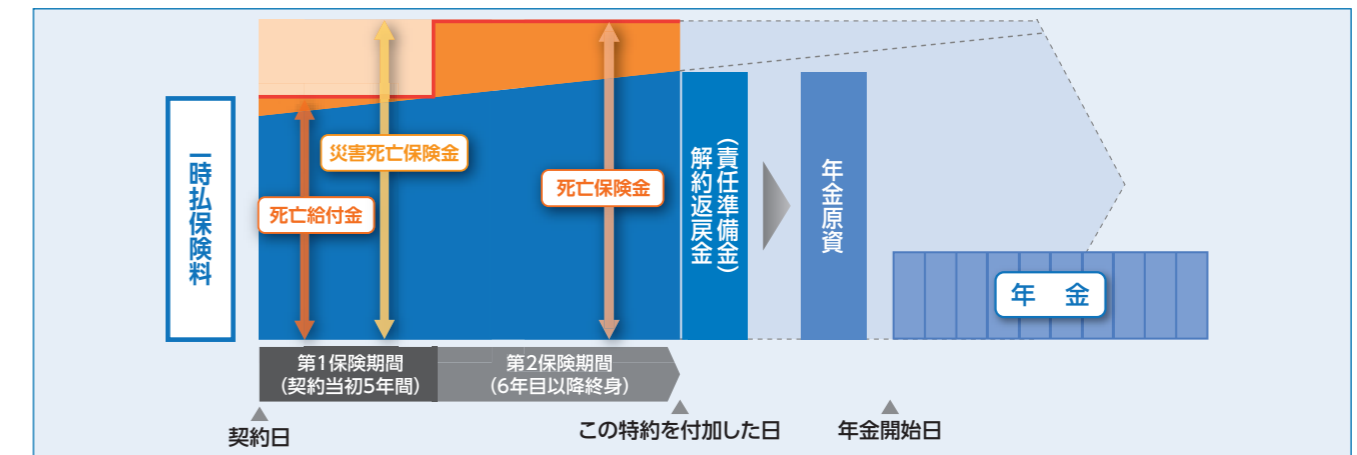 一時払保険料
死亡給付金
災害死亡保険金
死亡保険金
解約返戻金
(責任準備金)
年金原資
年 金
第1保険期間
(契約当初5年間)
第2保険期間
(6年目以降終身)
契約日
この特約を付加した日
年金開始日